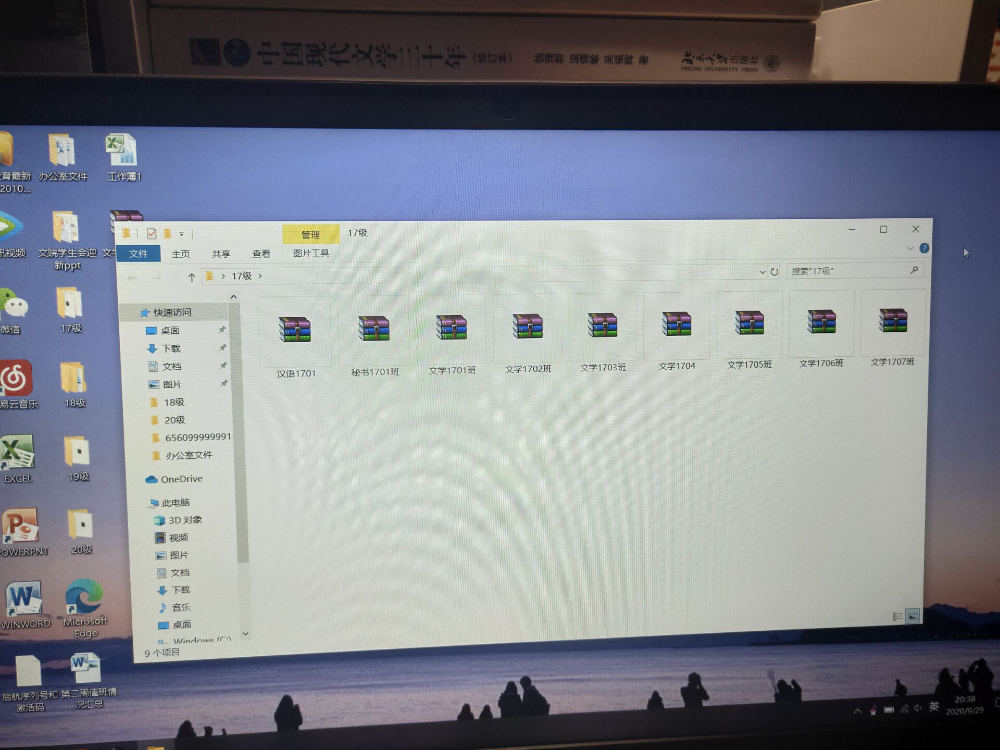 中国现代文学三十年(修订本) 钱理群 温儒敏 吴福辉 著 北京大学出版社
PEKING UNIVERSITY PRESS
育最新
2010...
办公室文件
工作簿1
讯视频
文院学生会迎
新ppt
文学
微信
17级
易云音乐
18级
EXCEL
19级
POWERPNT
20级
WINWORD
Microsoft
Edge
启航序列号和
激活码
第二周值班情
况汇总
管理
17级
文件
主页
共享
查看
图片工具
17级
搜索"17级"
快速访问
桌面
下载
文档
图片
18级
20级
656099999991
办公室文件
OneDrive
此电脑
3D 对象
视频
图片
文档
下载
音乐
桌面
Windows (C:)
9 个项目
汉语1701
秘书1701班
文学1701班
文学1702班
文学1703班
文学1704
文学1705班
文学1706班
文学1707班
英
20:38
2020/9/29